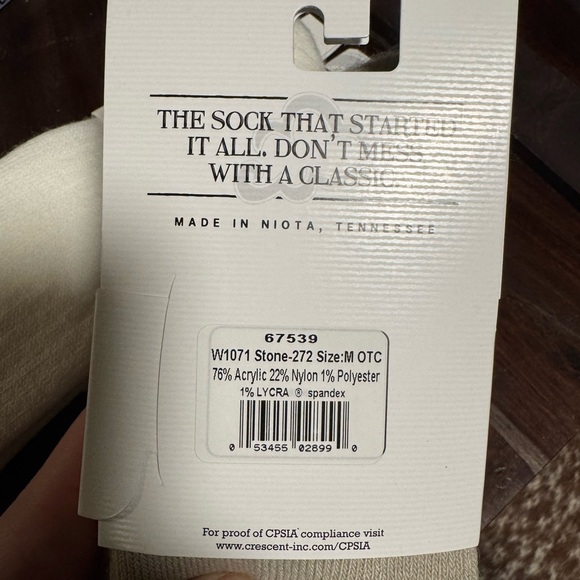 THE SOCK THAT STARTED
IT ALL. DON'T MESS
WITH A CLASSIC.
MADE IN NIOTA, TENNESSEE
67539
W1071 Stone-272 Size:M OTC
76% Acrylic 22% Nylon 1% Polyester
1% LYCRA ® spandex
0 53455 02899 0
For proof of CPSIA compliance visit
www.crescent-inc.com/CPSIA